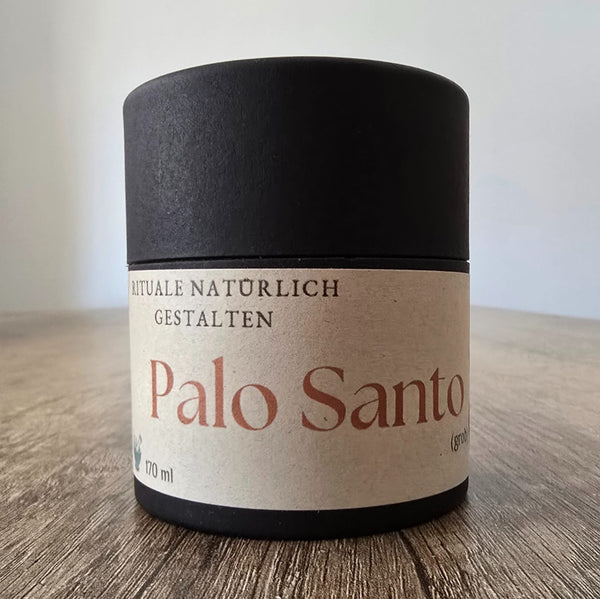 RITUALE NATÜRLICH
GESTALTEN
Palo Santo
170 ml